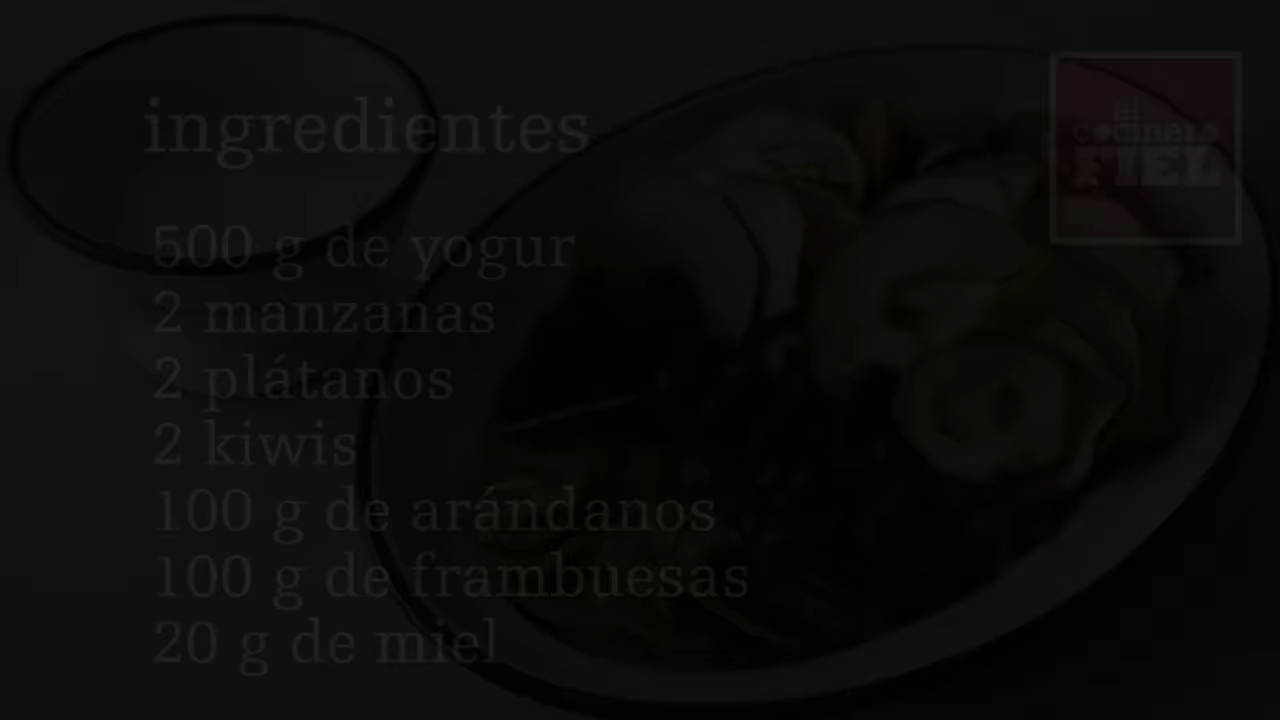 ingredientes
el
cocinero
FIEL
500 g de yogur
2 manzanas
2 plátanos
2 kiwis
100 g de arándanos
100 g de frambuesas
20 g de miel